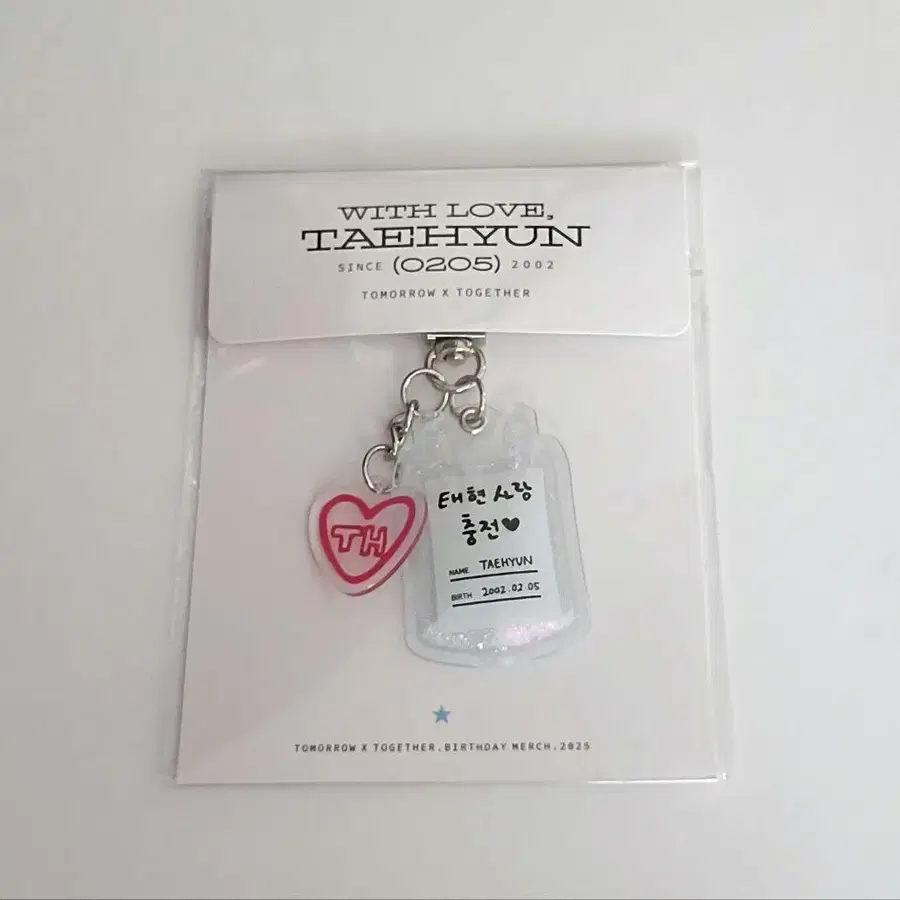 WITH LOVE,
TAEHYUN
SINCE (0205) 2002
TOMORROW X TOGETHER
TH
태현 사랑
충전♥
NAME TAEHYUN
BIRTH 2002.02.05
TOMORROW X TOGETHER.BIRTHDAY MERCH.2025